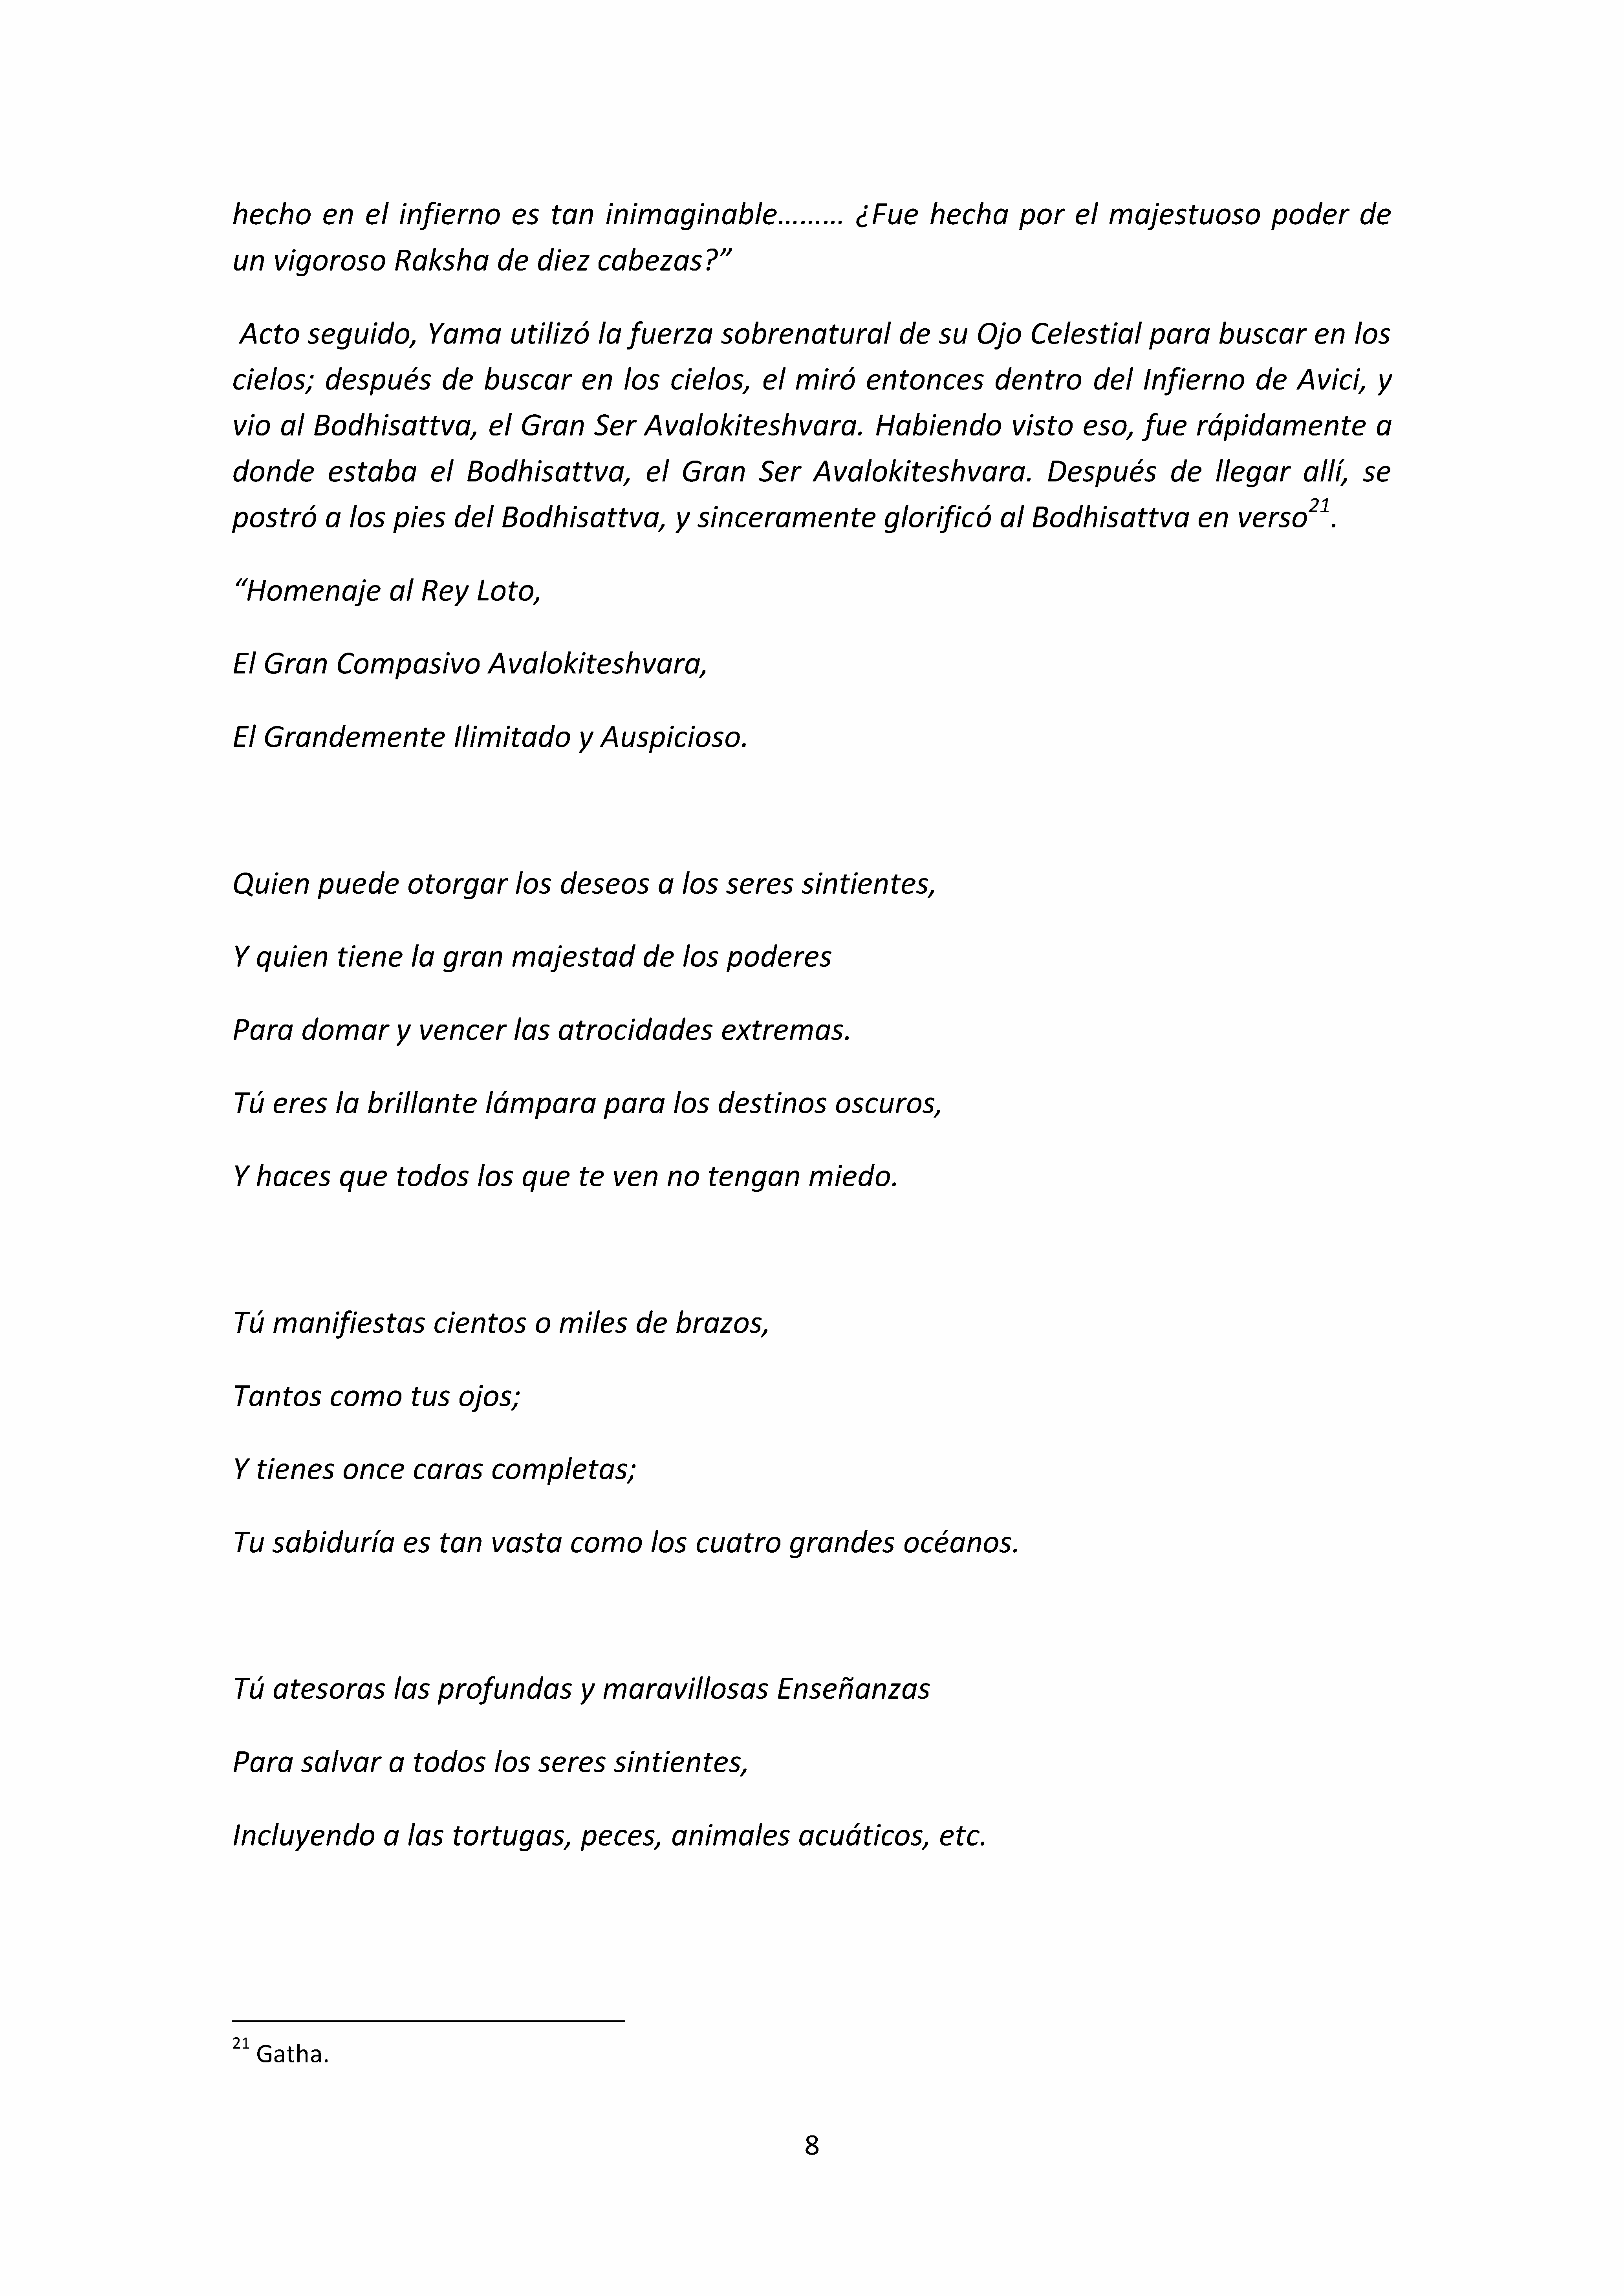 hecho en el infierno es tan inimaginable……… ¿Fue hecha por el majestuoso poder de
un vigoroso Raksha de diez cabezas?”
Acto seguido, Yama utilizó la fuerza sobrenatural de su Ojo Celestial para buscar en los
cielos; después de buscar en los cielos, el miró entonces dentro del Infierno de Avici, y
vio al Bodhisattva, el Gran Ser Avalokiteshvara. Habiendo visto eso, fue rápidamente a
donde estaba el Bodhisattva, el Gran Ser Avalokiteshvara. Después de llegar allí, se
postró a los pies del Bodhisattva, y sinceramente glorificó al Bodhisattva en verso21.
“Homenaje al Rey Loto,
El Gran Compasivo Avalokiteshvara,
El Grandemente Ilimitado y Auspicioso.
Quien puede otorgar los deseos a los seres sintientes,
Y quien tiene la gran majestad de los poderes
Para domar y vencer las atrocidades extremas.
Tú eres la brillante lámpara para los destinos oscuros,
Y haces que todos los que te ven no tengan miedo.
Tú manifiestas cientos o miles de brazos,
Tantos como tus ojos;
Y tienes once caras completas;
Tu sabiduría es tan vasta como los cuatro grandes océanos.
Tú atesoras las profundas y maravillosas Enseñanzas
Para salvar a todos los seres sintientes,
Incluyendo a las tortugas, peces, animales acuáticos, etc.
21 Gatha.
8